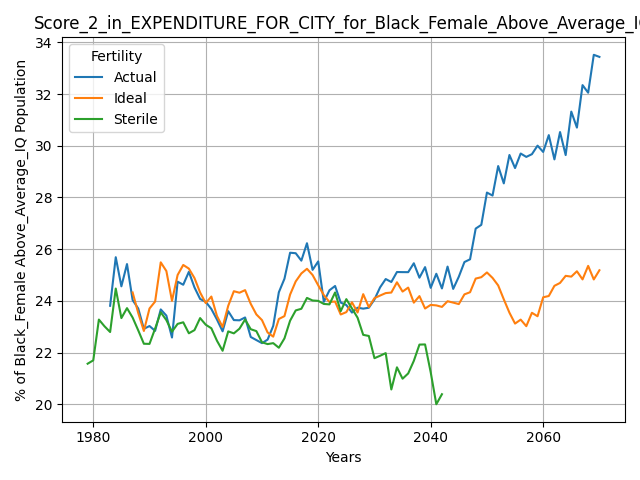 Score_2_in_EXPENDITURE_FOR_CITY_for_Black_Female_Above_Average_IQ
% of Black_Female Above_Average_IQ Population
34
32
30
28
26
24
22
20
Fertility
Actual
Ideal
Sterile
1980 2000 2020 2040 2060
Years